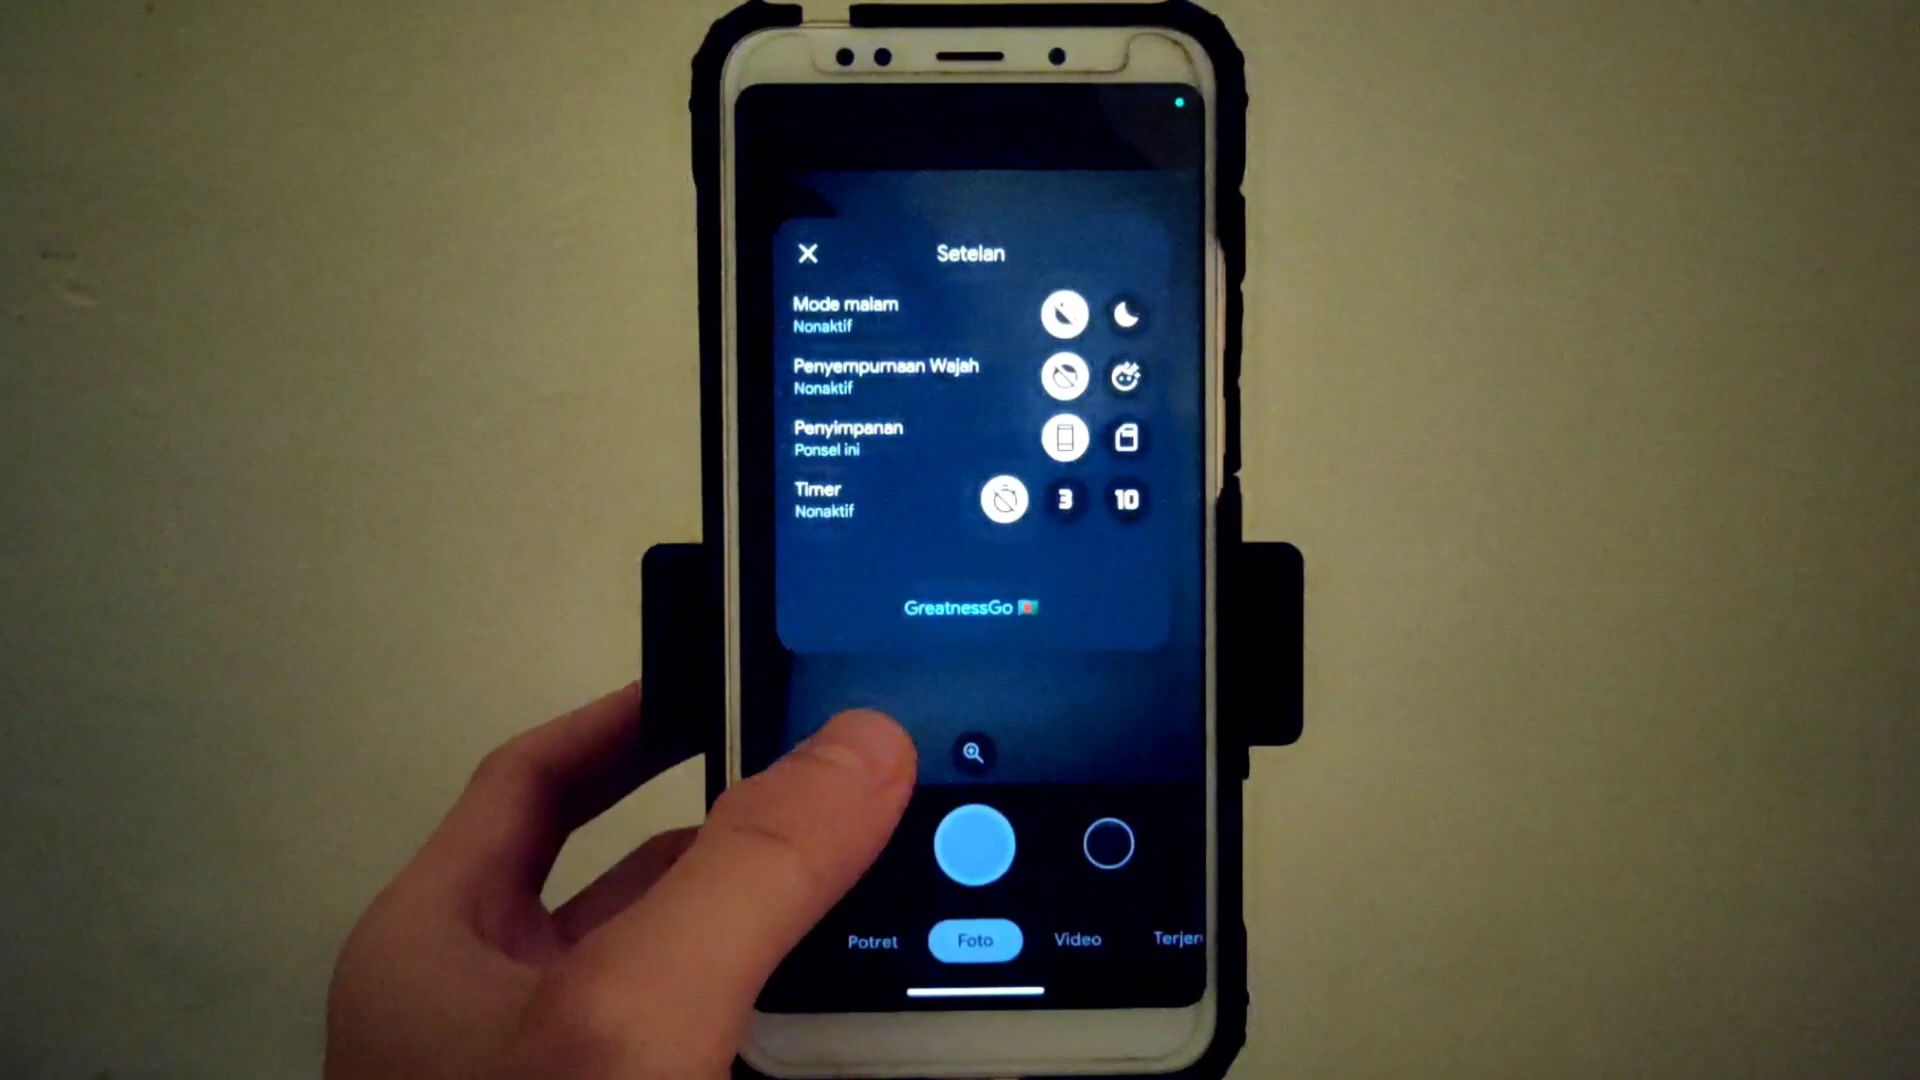 Setelan
Mode malam
Nonaktif
Penyempurnaan Wajah
Nonaktif
Penyimpanan
Ponsel ini
Timer
Nonaktif
3
10
GreatnessGo
Potret
Foto
Video
Terjem